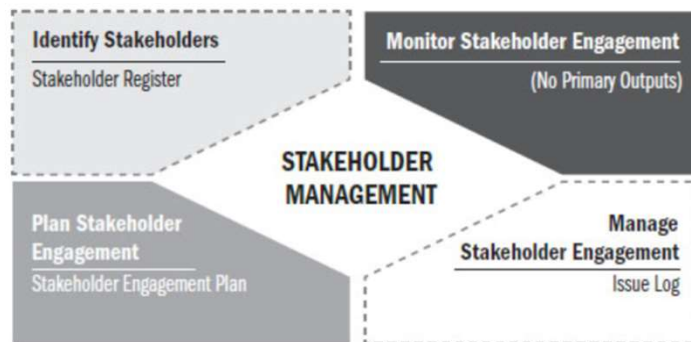 Identify Stakeholders
Stakeholder Register
Monitor Stakeholder Engagement
(No Primary Outputs)
STAKEHOLDER
MANAGEMENT
Plan Stakeholder
Engagement
Stakeholder Engagement Plan
Manage
Stakeholder Engagement
Issue Log